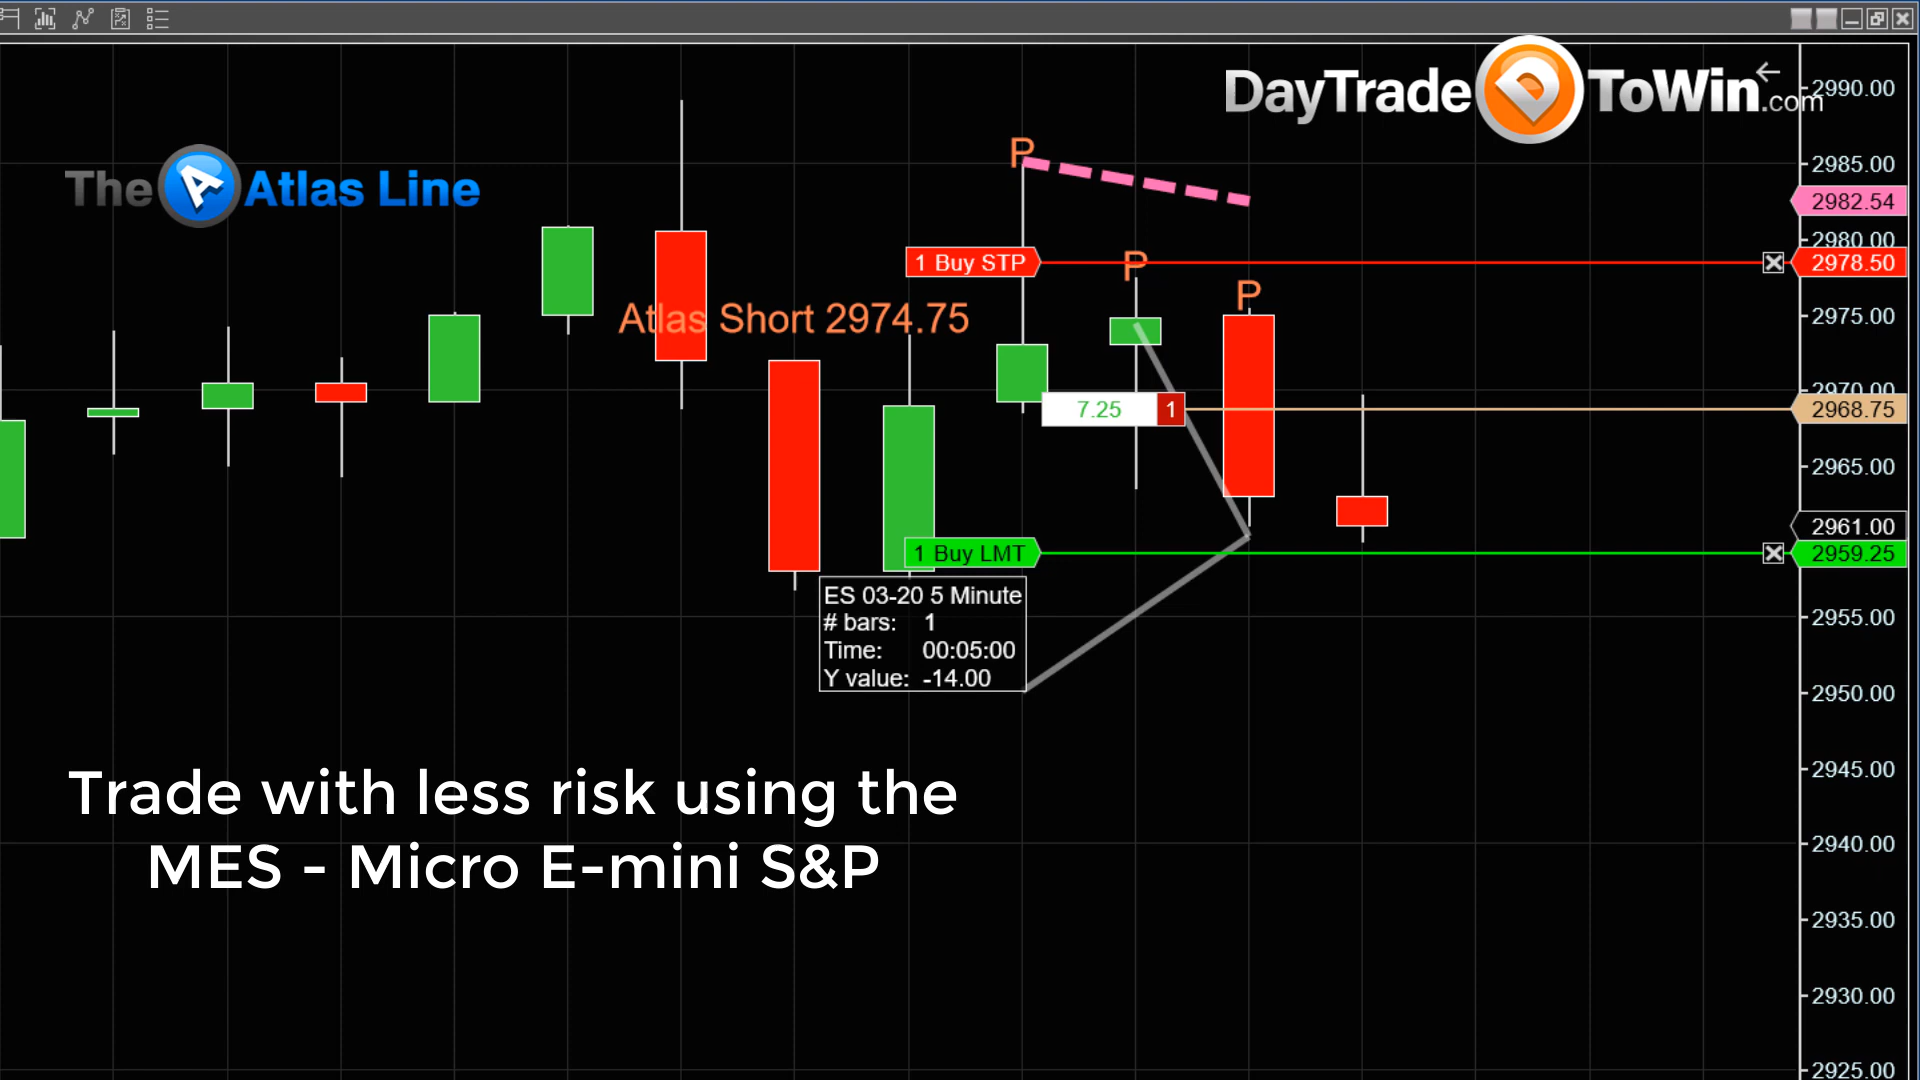 DayTradeToWin.com
The Atlas Line
P
P
P
1 Buy STP
Atlas Short 2974.75
7.25 1
1 Buy LMT
ES 03-20 5 Minute
# bars: 1
Time: 00:05:00
Y value: -14.00
Trade with less risk using the
MES - Micro E-mini S&P
2990.00
2985.00
2982.54
2980.00
2978.50
2975.00
2970.00
2968.75
2965.00
2961.00
2959.25
2955.00
2950.00
2945.00
2940.00
2935.00
2930.00
2925.00